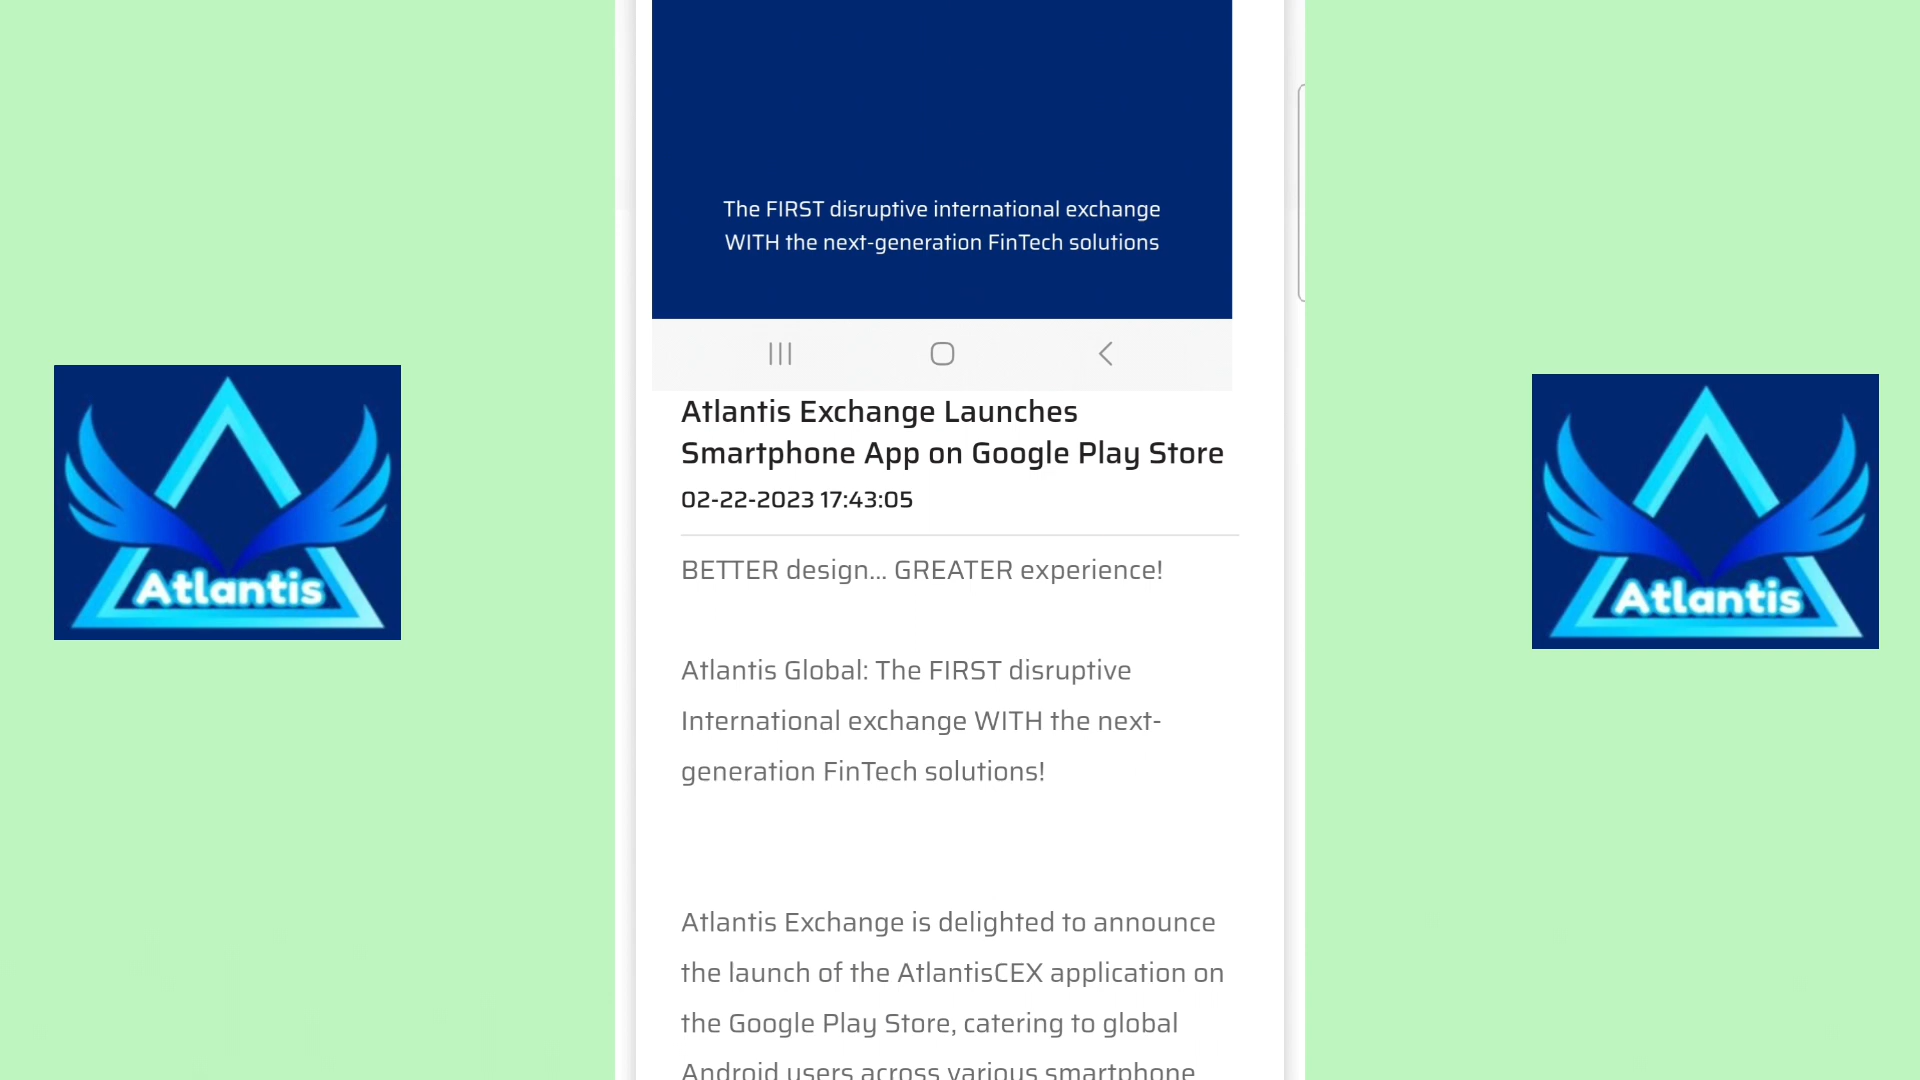 The FIRST disruptive international exchange
WITH the next-generation FinTech solutions
Atlantis Exchange Launches
Smartphone App on Google Play Store
02-22-2023 17:43:05
BETTER design... GREATER experience!
Atlantis Global: The FIRST disruptive
International exchange WITH the next-
generation FinTech solutions!
Atlantis Exchange is delighted to announce
the launch of the AtlantisCEX application on
the Google Play Store, catering to global
Android users across various smartphone
Atlantis
Atlantis